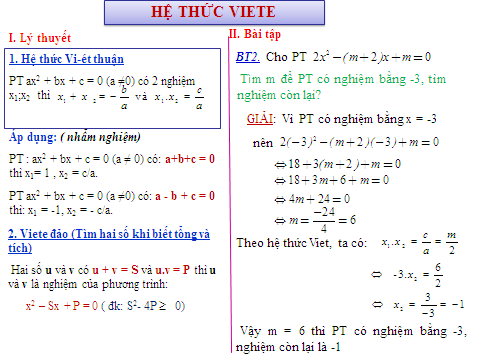 HỆ THỨC VIETE
I. Lý thuyết
1. Hệ thức Vi-ét thuận
PT ax² + bx + c = 0 (a ≠0) có 2 nghiệm
x₁;x₂ thì x₁ + x ₂ = − b/a và x₁.x₂ = c/a
Áp dụng: ( nhẩm nghiệm)
PT : ax² + bx + c = 0 (a ≠ 0) có: a+b+c = 0
thì x₁= 1 , x₂ = c/a.
PT ax² + bx + c = 0 (a ≠0) có: a - b + c = 0
thì: x₁ = -1, x₂ = - c/a.
2. Viete đảo (Tìm hai số khi biết tổng và
tích)
Hai số u và v có u + v = S và u.v = P thì u
và v là nghiệm của phương trình:
x² – Sx + P = 0 ( đk: S²- 4P ≥ 0)
II. Bài tập
BT2. Cho PT 2x² −(m+2)x+m=0
Tìm m để PT có nghiệm bằng -3, tìm
nghiệm còn lại?
GIẢI: Vì PT có nghiệm bằng x = -3
nên 2(−3)² −(m+2)(−3)+m=0
⇔18+3(m+2)+m=0
⇔18+3m+6+m=0
⇔4m+24=0
⇔m=−24/4=6
Theo hệ thức Viet, ta có: x₁.x₂ = c/a = m/2
⇔ -3.x₂ = 6/2
⇔ x₂ = 3/−3 = −1
Vậy m = 6 thì PT có nghiệm bằng -3,
nghiệm còn lại là -1